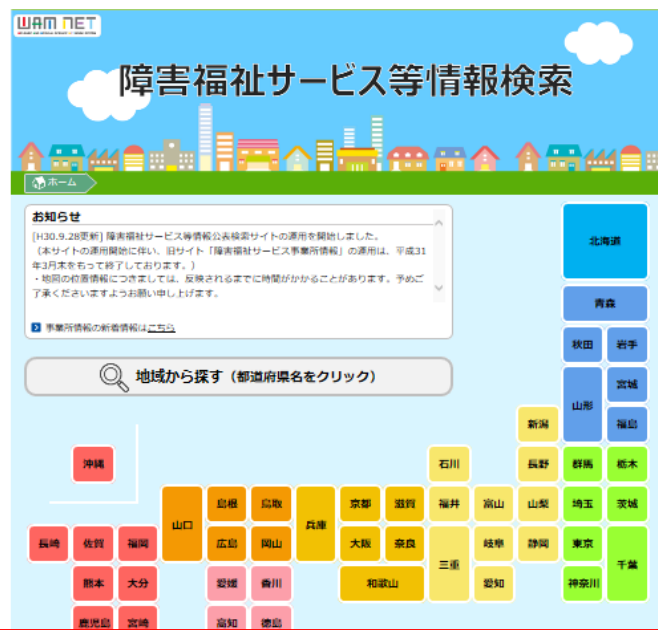 WAM NET
障害福祉サービス等情報検索
ホーム
お知らせ
[H30.9.28更新] 障害福祉サービス等情報公表検索サイトの運用を開始しました。
（本サイトの運用開始に伴い、旧サイト「障害福祉サービス事業所情報」の運用は、平成31
年3月末をもって終了しております。）
・地図の位置情報につきましては、反映されるまでに時間がかかることがあります。予めご
了承くださいますようお願い申し上げます。
事業所情報の新着情報はこちら
地域から探す（都道府県名をクリック）
北海道
青森
秋田 岩手
山形 宮城
新潟 福島
沖縄 石川 長野 群馬 栃木
山口 島根 鳥取 兵庫 京都 滋賀 福井 富山 山梨 埼玉 茨城
長崎 佐賀 福岡 広島 岡山 大阪 奈良 三重 岐阜 静岡 東京 千葉
熊本 大分 愛媛 香川 和歌山 愛知 神奈川
鹿児島 宮崎 高知 徳島